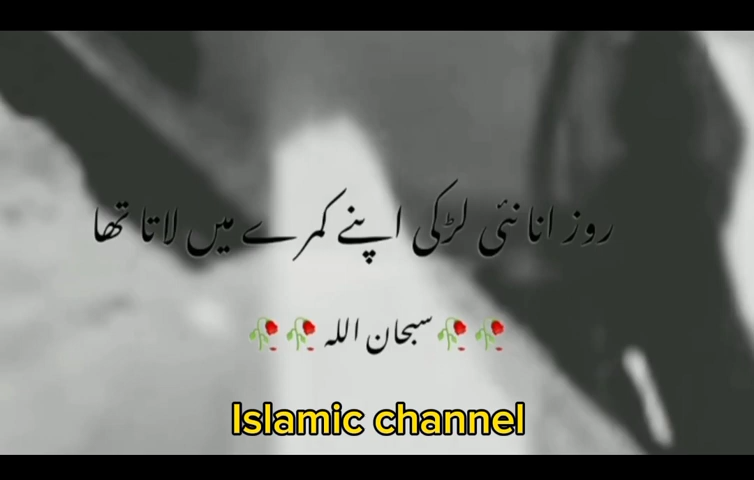 روز انا نئی لڑکی اپنے کمرے میں لاتا تھا
🥀🥀سبحان اللہ 🥀🥀
Islamic channel